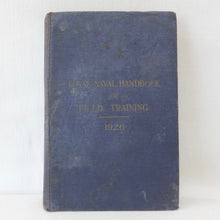 ROYAL NAVAL HANDBOOK
OF
FIELD TRAINING
1920